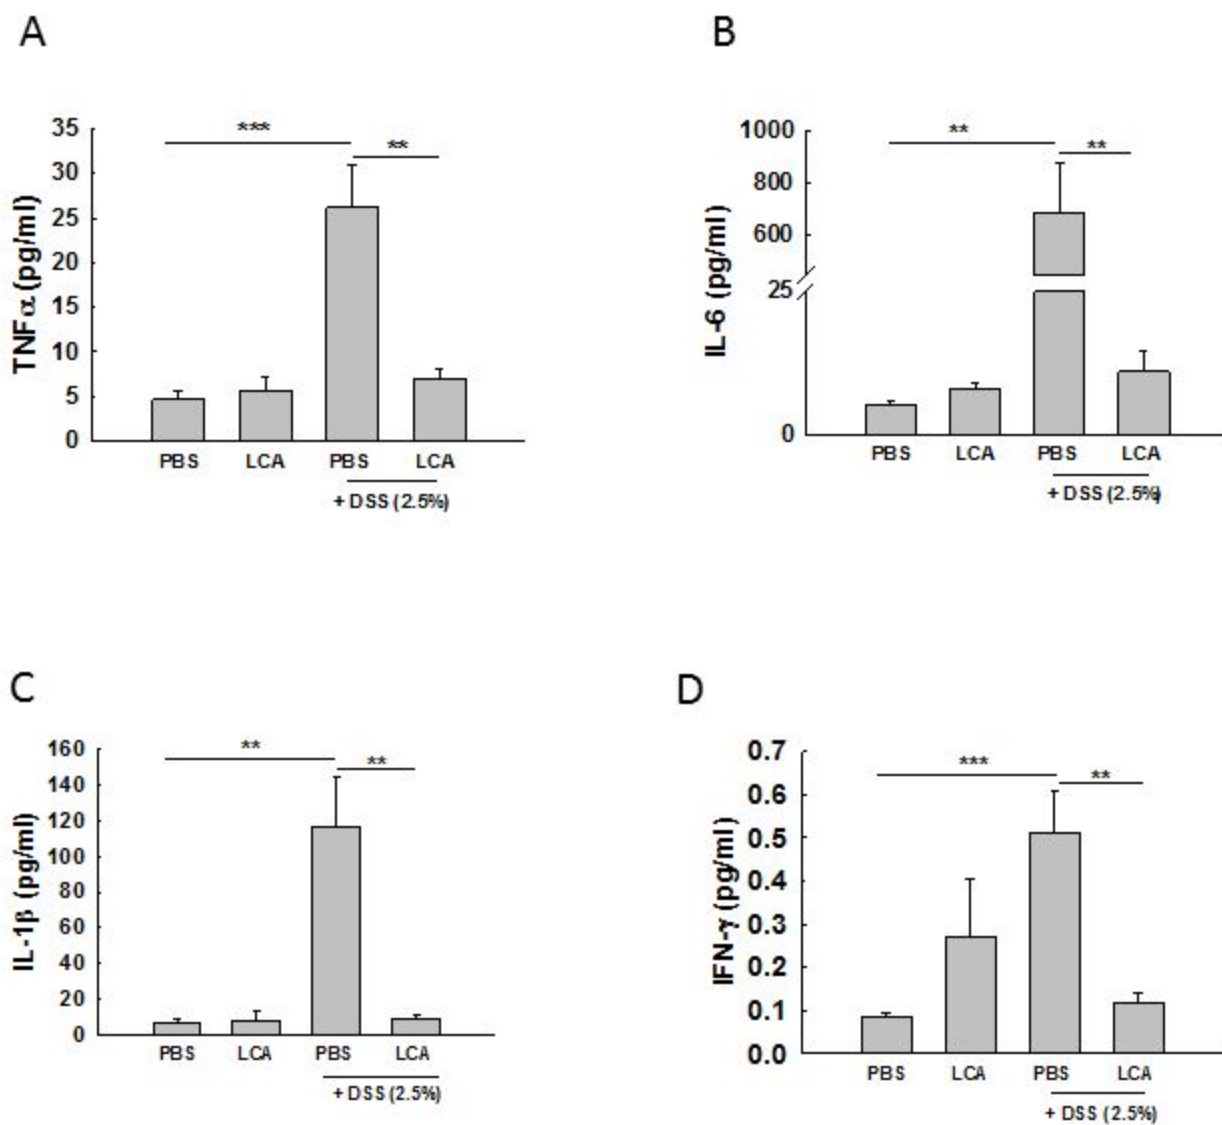 A
TNFα (pg/ml)
35
30
25
20
15
10
5
0
***
**
PBS LCA PBS LCA
+ DSS (2.5%)
B
IL-6 (pg/ml)
1000
800
600
25
0
**
**
PBS LCA PBS LCA
+ DSS (2.5%)
C
IL-1β (pg/ml)
160
140
120
100
80
60
40
20
0
**
**
PBS LCA PBS LCA
+ DSS (2.5%)
D
IFN-γ (pg/ml)
0.7
0.6
0.5
0.4
0.3
0.2
0.1
0.0
***
**
PBS LCA PBS LCA
+ DSS (2.5%)